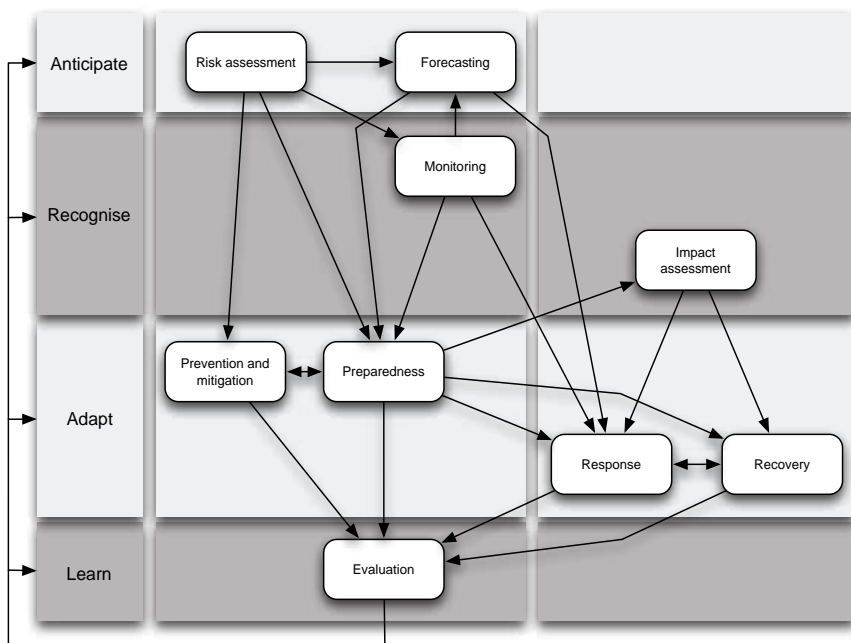 Anticipate
Risk assessment
Forecasting
Recognise
Monitoring
Impact
assessment
Adapt
Prevention and
mitigation
Preparedness
Response
Recovery
Learn
Evaluation